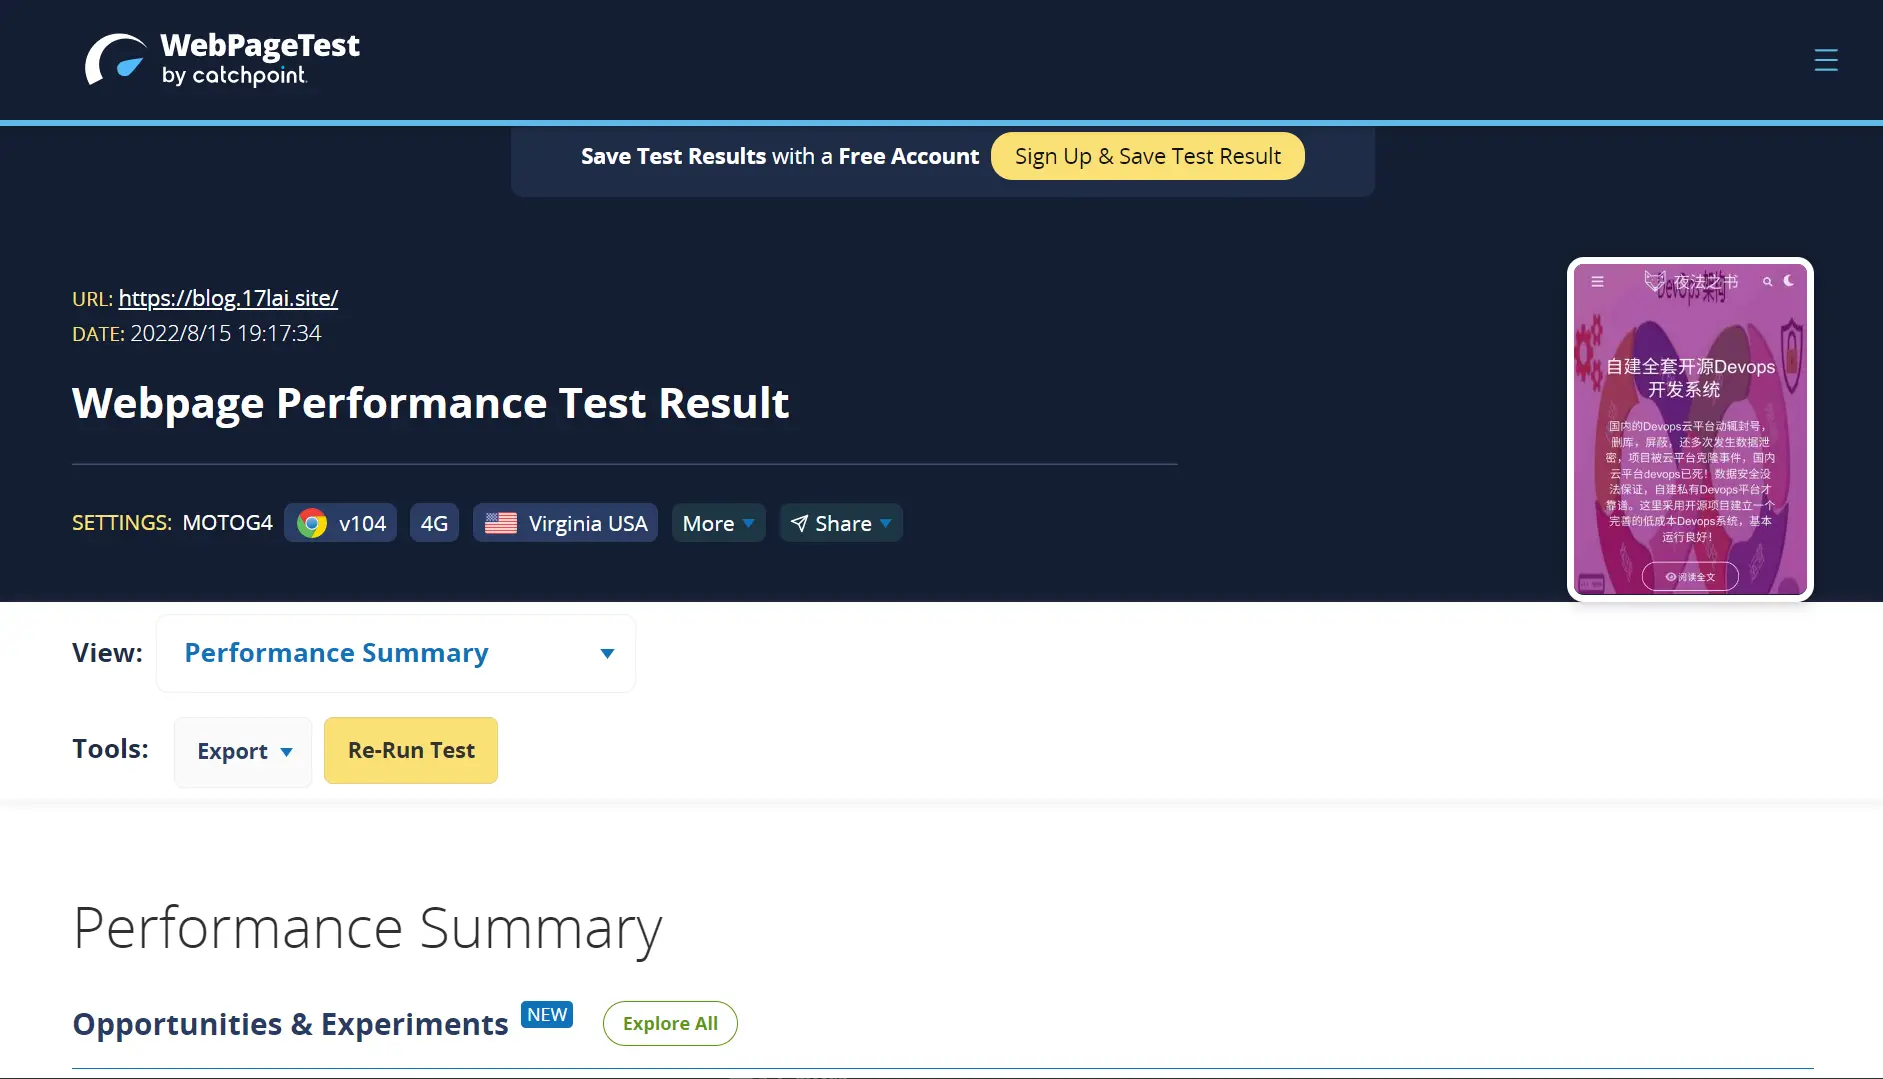 WebPageTest
by catchpoint.
Save Test Results with a Free Account Sign Up & Save Test Result
URL: https://blog.17lai.site/
DATE: 2022/8/15 19:17:34
Webpage Performance Test Result
SETTINGS: MOTOG4 v104 4G Virginia USA More Share
夜法之书
DevOps 架构
自建全套开源Devops
开发系统
国内的Devops云平台动辄封号，
删库，屏蔽，还多次发生数据泄
密，项目被云平台克隆事件，国内
云平台devops已死！数据安全没
法保证，自建私有Devops平台才
靠谱。这里采用开源项目建立一个
完善的低成本Devops系统，基本
运行良好！
阅读全文
View: Performance Summary
Tools: Export Re-Run Test
Performance Summary
Opportunities & Experiments NEW Explore All